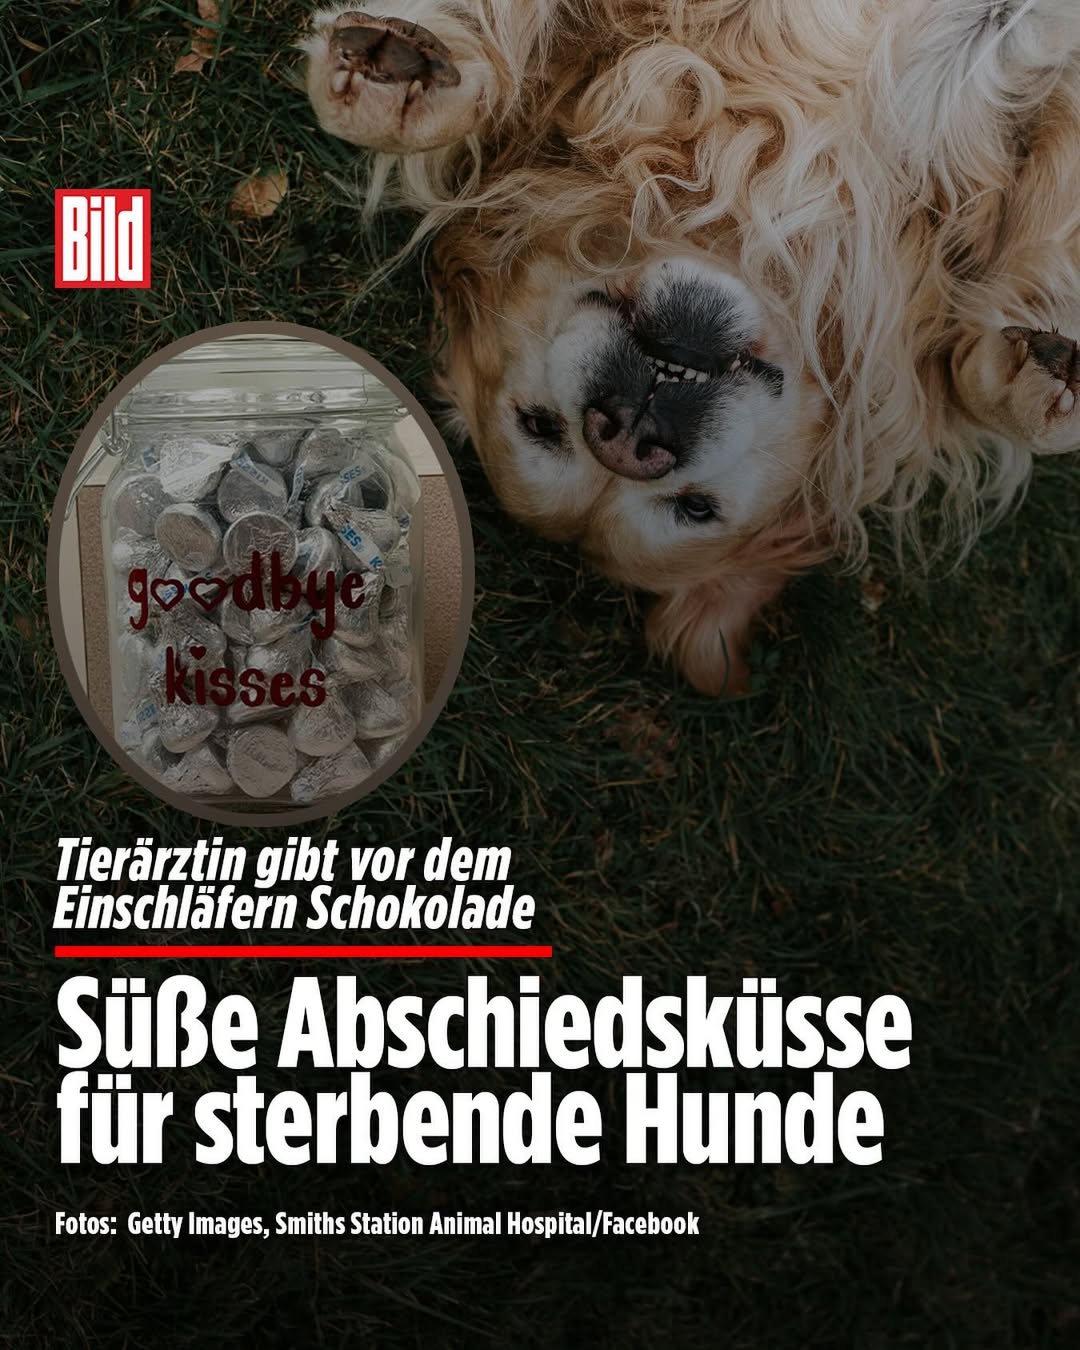 Bild
goodbye
kisses
Tierärztin gibt vor dem
Einschläfern Schokolade
Süße Abschiedsküsse
für sterbende Hunde
Fotos: Getty Images, Smiths Station Animal Hospital/Facebook